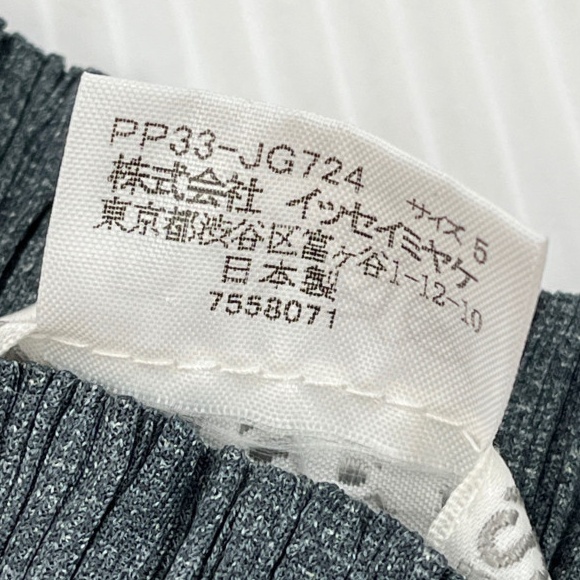 PP33-JG724 サイズ 5
株式会社 イッセイミヤケ
東京都渋谷区富ヶ谷1-12-10
日本製
7558071